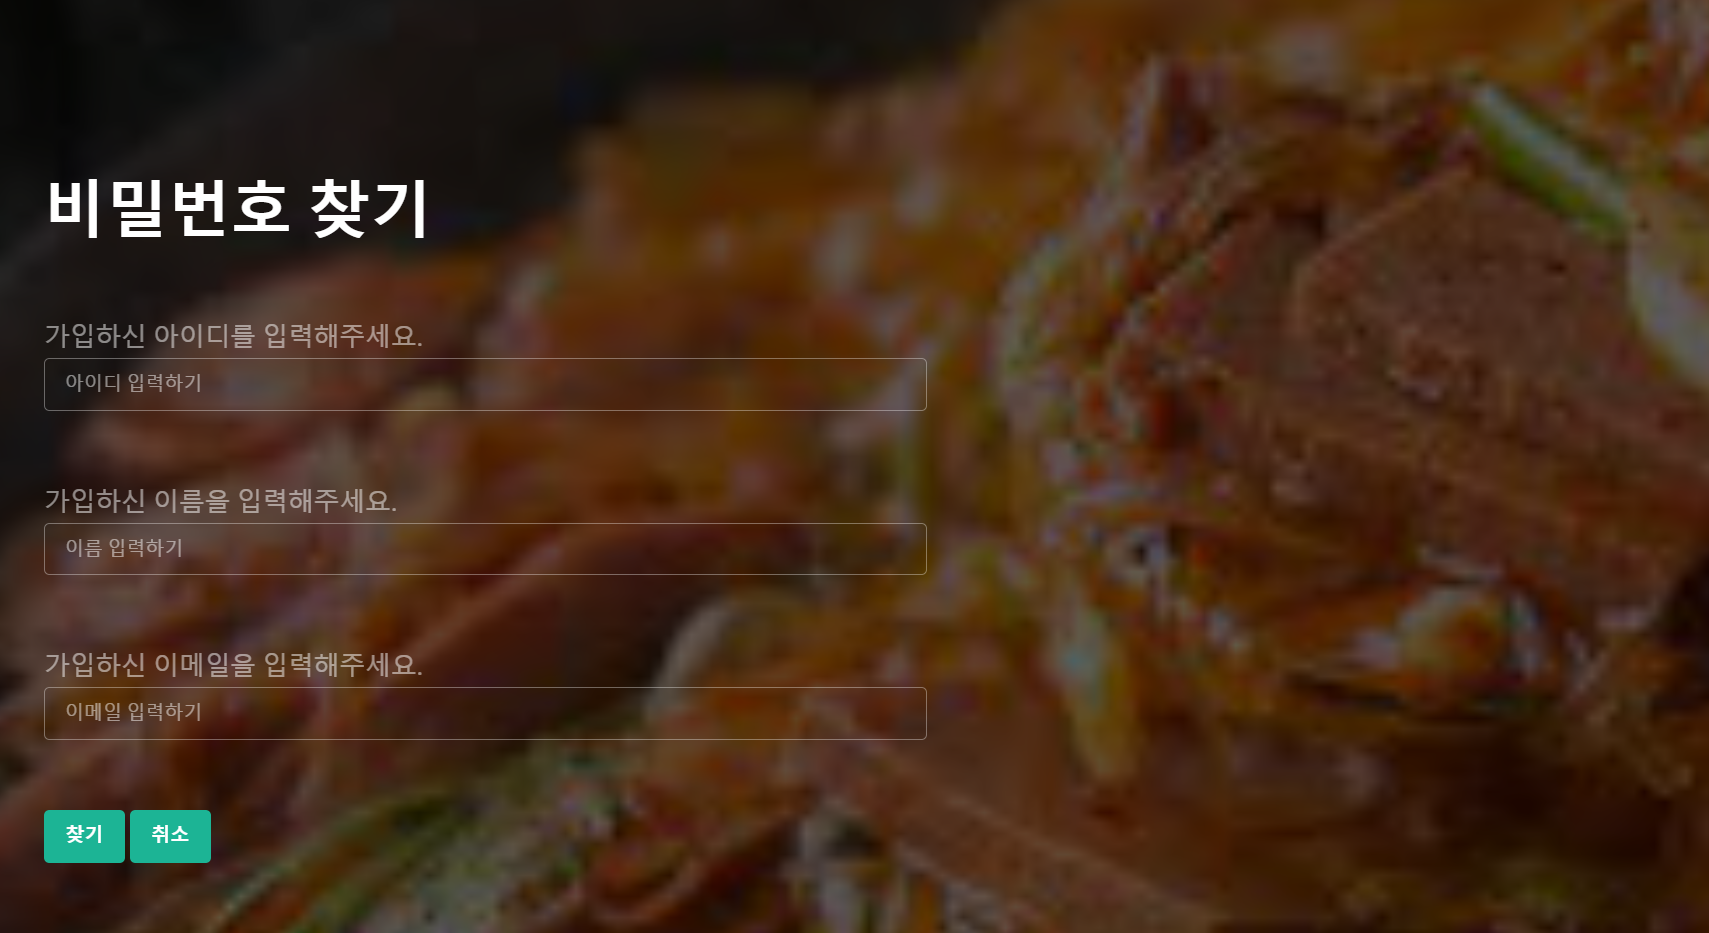 비밀번호 찾기
가입하신 아이디를 입력해주세요.
아이디 입력하기
가입하신 이름을 입력해주세요.
이름 입력하기
가입하신 이메일을 입력해주세요.
이메일 입력하기
찾기 취소